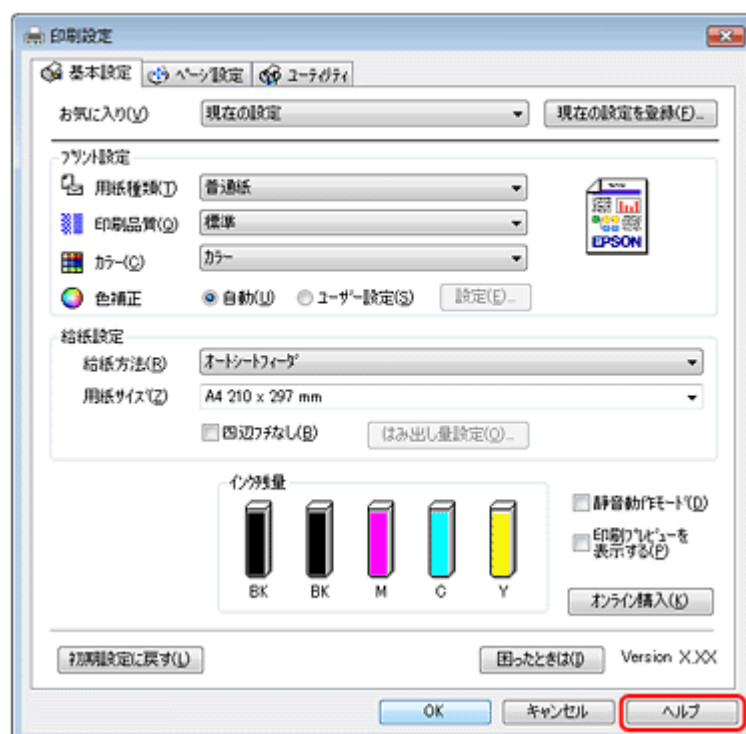 印刷設定
基本設定 ページ設定 ユーティリティ
お気に入り(V) 現在の設定 現在の設定を登録(F)...
プリント設定
用紙種類(T) 普通紙
印刷品質(Q) 標準
カラー(C) カラー
EPSON
色補正 自動(U) ユーザー設定(S) 設定(E)...
給紙設定
給紙方法(R) オートシートフィーダ
用紙サイズ(Z) A4 210 x 297 mm
四辺フチなし(B) はみ出し量設定(O)...
インク残量
静音動作モード(D)
印刷プレビューを
表示する(P)
BK BK M C Y
オンライン購入(K)
初期設定に戻す(L) 困ったときは(I) Version X.XX
OK キャンセル ヘルプ